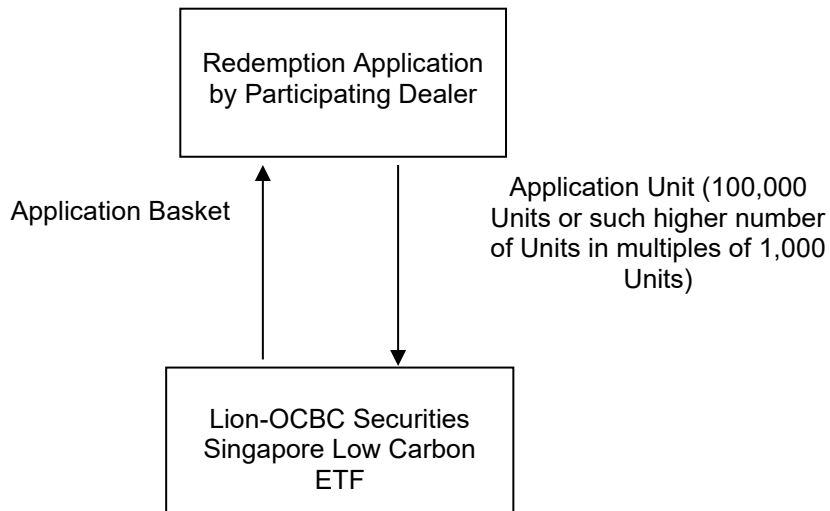 Redemption Application
by Participating Dealer
Application Basket
Application Unit (100,000
Units or such higher number
of Units in multiples of 1,000
Units)
Lion-OCBC Securities
Singapore Low Carbon
ETF